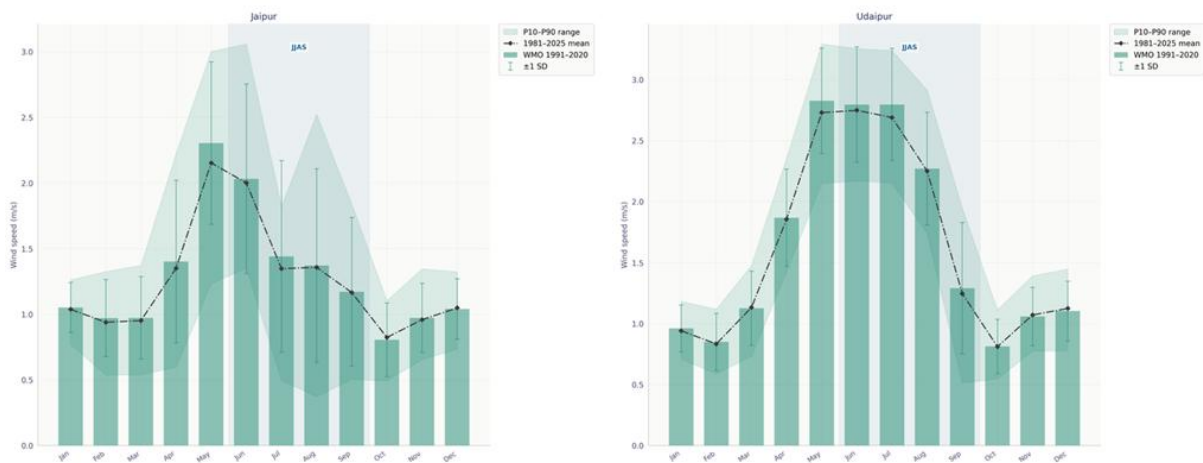 Jaipur
P10–P90 range
1981–2025 mean
WMO 1991–2020
±1 SD
JJAS
Wind speed (m/s)
3.0
2.5
2.0
1.5
1.0
0.5
0.0
Jan Feb Mar Apr May Jun Jul Aug Sep Oct Nov Dec
Udaipur
P10–P90 range
1981–2025 mean
WMO 1991–2020
±1 SD
JJAS
Wind speed (m/s)
3.0
2.5
2.0
1.5
1.0
0.5
0.0
Jan Feb Mar Apr May Jun Jul Aug Sep Oct Nov Dec